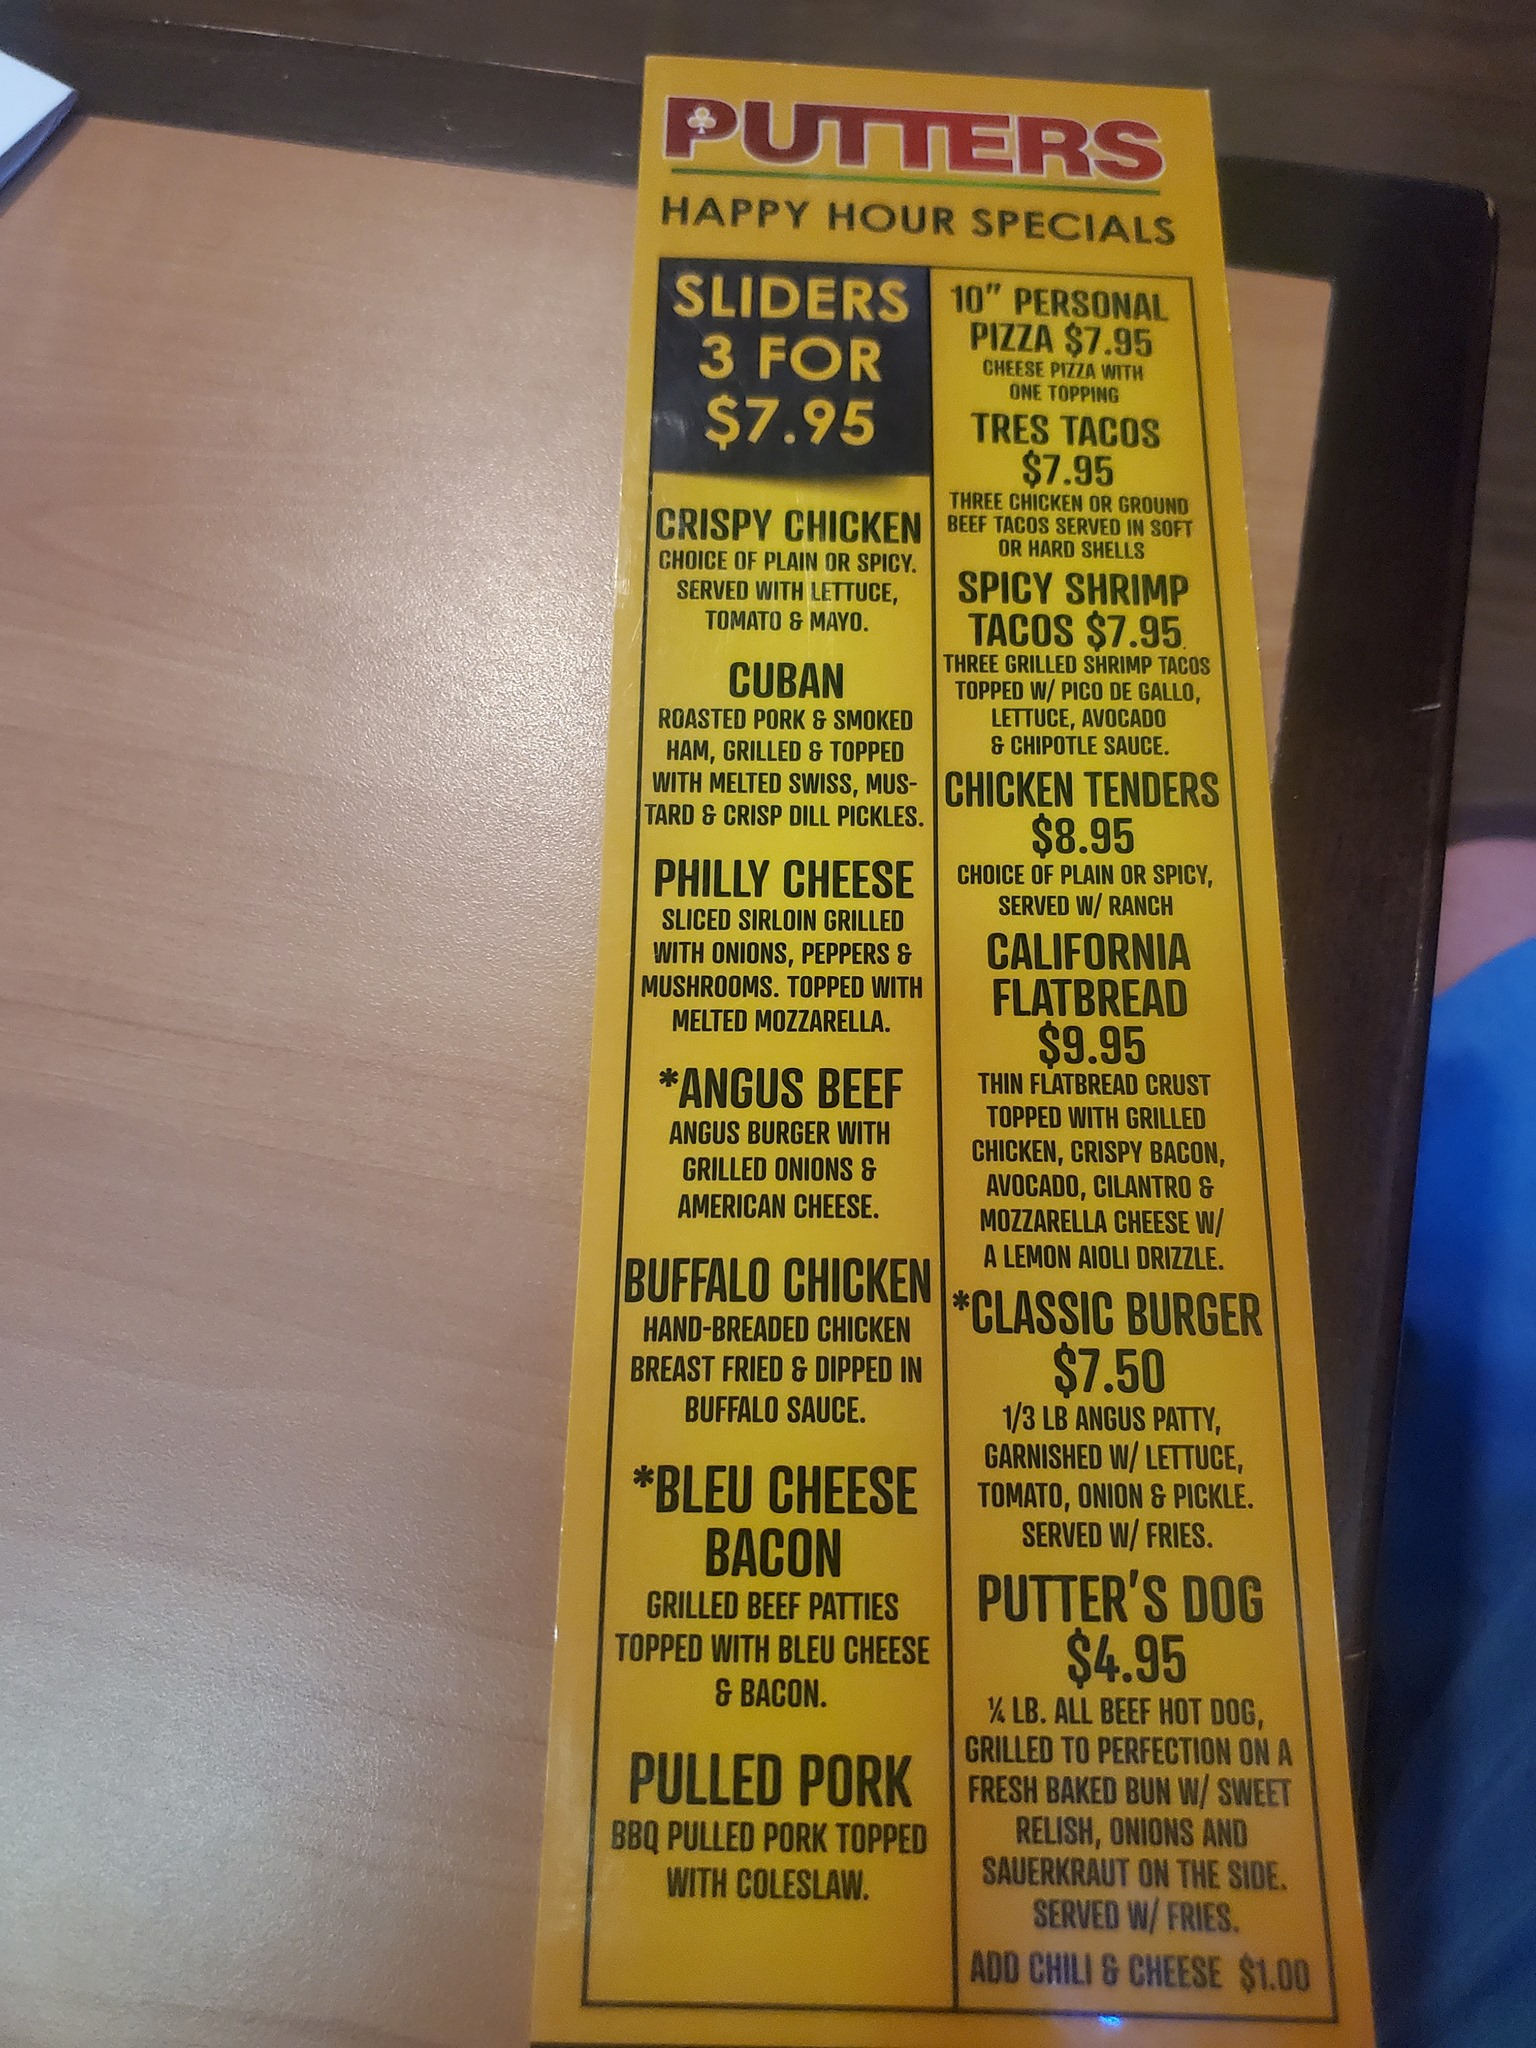 PUTTERS
HAPPY HOUR SPECIALS
SLIDERS
3 FOR
$7.95
CRISPY CHICKEN
CHOICE OF PLAIN OR SPICY.
SERVED WITH LETTUCE,
TOMATO & MAYO.
CUBAN
ROASTED PORK & SMOKED
HAM, GRILLED & TOPPED
WITH MELTED SWISS, MUS-
TARD & CRISP DILL PICKLES.
PHILLY CHEESE
SLICED SIRLOIN GRILLED
WITH ONIONS, PEPPERS &
MUSHROOMS. TOPPED WITH
MELTED MOZZARELLA.
*ANGUS BEEF
ANGUS BURGER WITH
GRILLED ONIONS &
AMERICAN CHEESE.
BUFFALO CHICKEN
HAND-BREADED CHICKEN
BREAST FRIED & DIPPED IN
BUFFALO SAUCE.
*BLEU CHEESE
BACON
GRILLED BEEF PATTIES
TOPPED WITH BLEU CHEESE
& BACON.
PULLED PORK
BBQ PULLED PORK TOPPED
WITH COLESLAW.
10" PERSONAL
PIZZA $7.95
CHEESE PIZZA WITH
ONE TOPPING
TRES TACOS
$7.95
THREE CHICKEN OR GROUND
BEEF TACOS SERVED IN SOFT
OR HARD SHELLS
SPICY SHRIMP
TACOS $7.95.
THREE GRILLED SHRIMP TACOS
TOPPED W/ PICO DE GALLO,
LETTUCE, AVOCADO
& CHIPOTLE SAUCE.
CHICKEN TENDERS
$8.95
CHOICE OF PLAIN OR SPICY,
SERVED W/ RANCH
CALIFORNIA
FLATBREAD
$9.95
THIN FLATBREAD CRUST
TOPPED WITH GRILLED
CHICKEN, CRISPY BACON,
AVOCADO, CILANTRO &
MOZZARELLA CHEESE W/
A LEMON AIOLI DRIZZLE.
*CLASSIC BURGER
$7.50
1/3 LB ANGUS PATTY,
GARNISHED W/ LETTUCE,
TOMATO, ONION & PICKLE.
SERVED W/ FRIES.
PUTTER'S DOG
$4.95
¼ LB. ALL BEEF HOT DOG,
GRILLED TO PERFECTION ON A
FRESH BAKED BUN W/ SWEET
RELISH, ONIONS AND
SAUERKRAUT ON THE SIDE.
SERVED W/ FRIES.
ADD CHILI & CHEESE $1.00